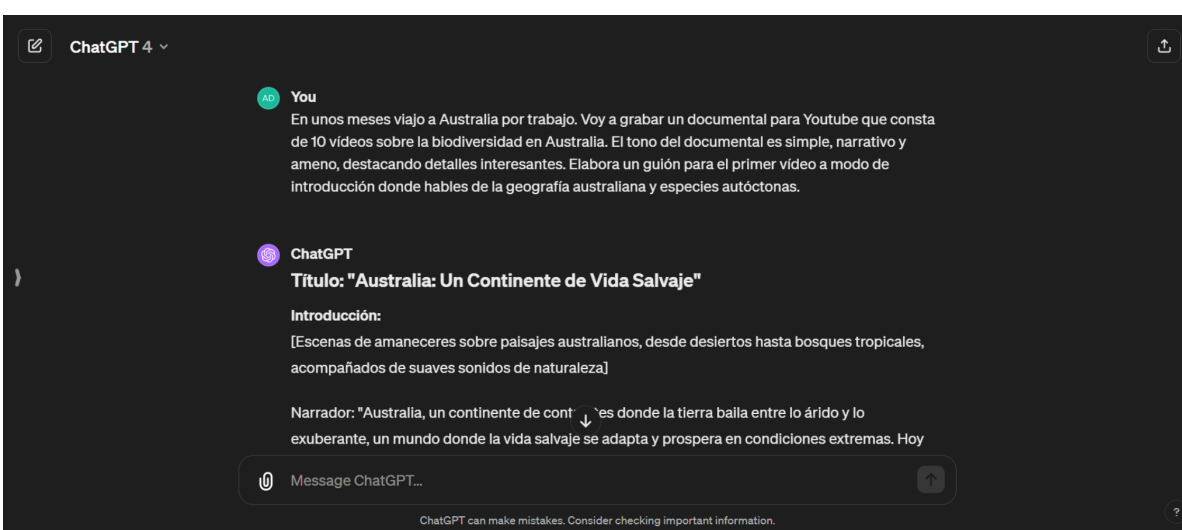 ChatGPT 4
AD
You
En unos meses viajo a Australia por trabajo. Voy a grabar un documental para Youtube que consta
de 10 vídeos sobre la biodiversidad en Australia. El tono del documental es simple, narrativo y
ameno, destacando detalles interesantes. Elabora un guión para el primer vídeo a modo de
introducción donde hables de la geografía australiana y especies autóctonas.
ChatGPT
Título: "Australia: Un Continente de Vida Salvaje"
Introducción:
[Escenas de amaneceres sobre paisajes australianos, desde desiertos hasta bosques tropicales,
acompañados de suaves sonidos de naturaleza]
Narrador: "Australia, un continente de donde la tierra baila entre lo árido y lo
exuberante, un mundo donde la vida salvaje se adapta y prospera en condiciones extremas. Hoy
Message ChatGPT...
ChatGPT can make mistakes. Consider checking important information.
?